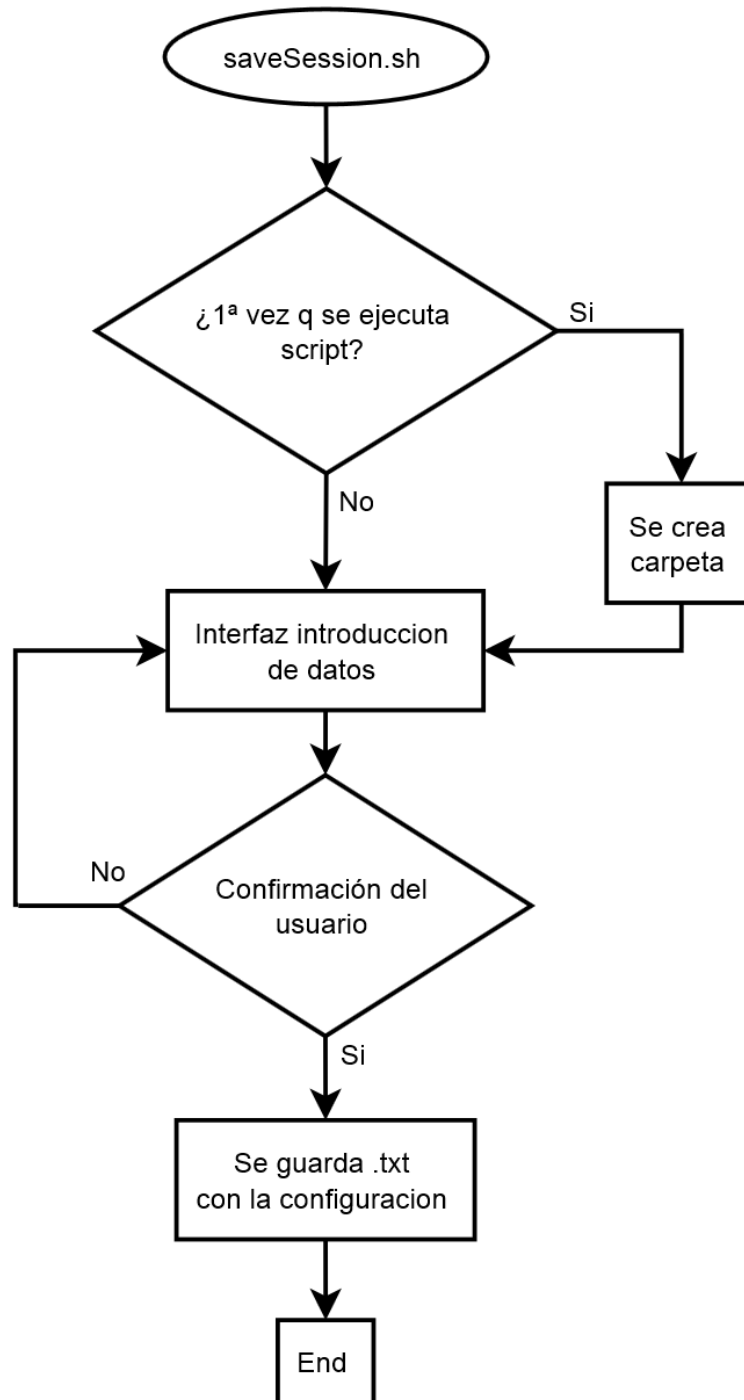 saveSession.sh
¿1ª vez q se ejecuta
script?
Si
No
Se crea
carpeta
Interfaz introduccion
de datos
No
Confirmación del
usuario
Si
Se guarda .txt
con la configuracion
End